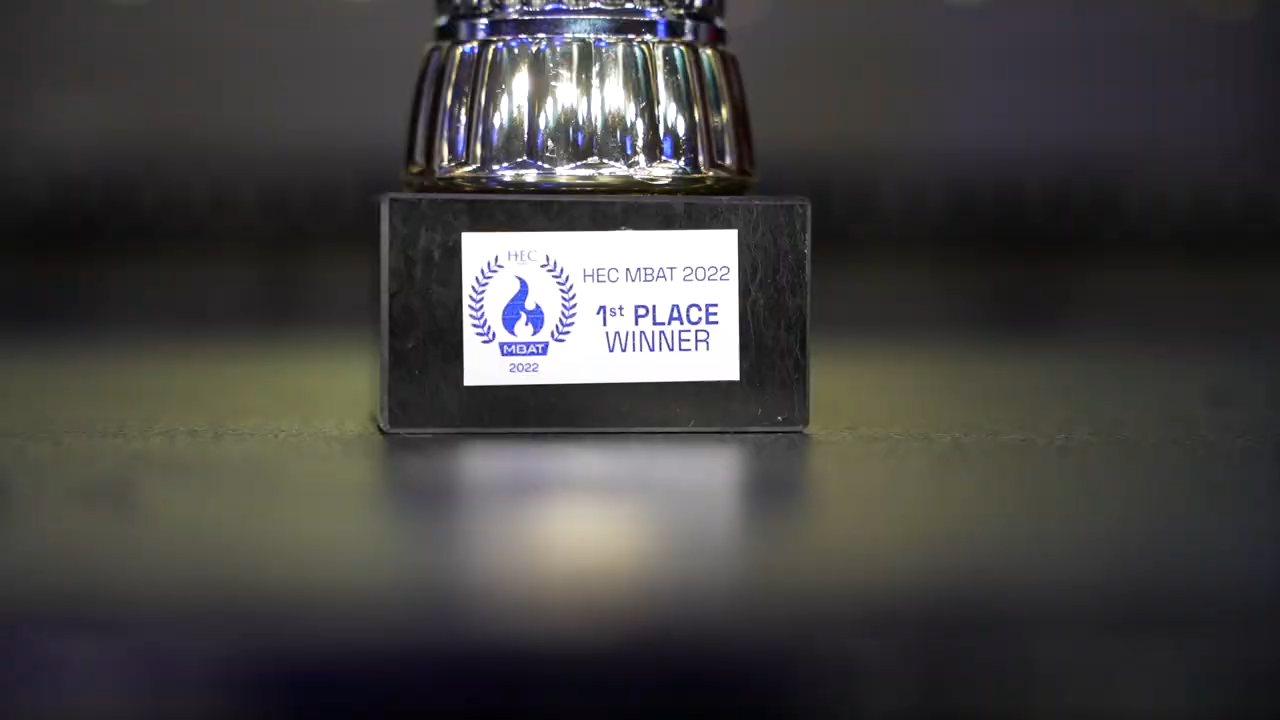 HEC
MBAT
2022
HEC MBAT 2022
1st PLACE
WINNER